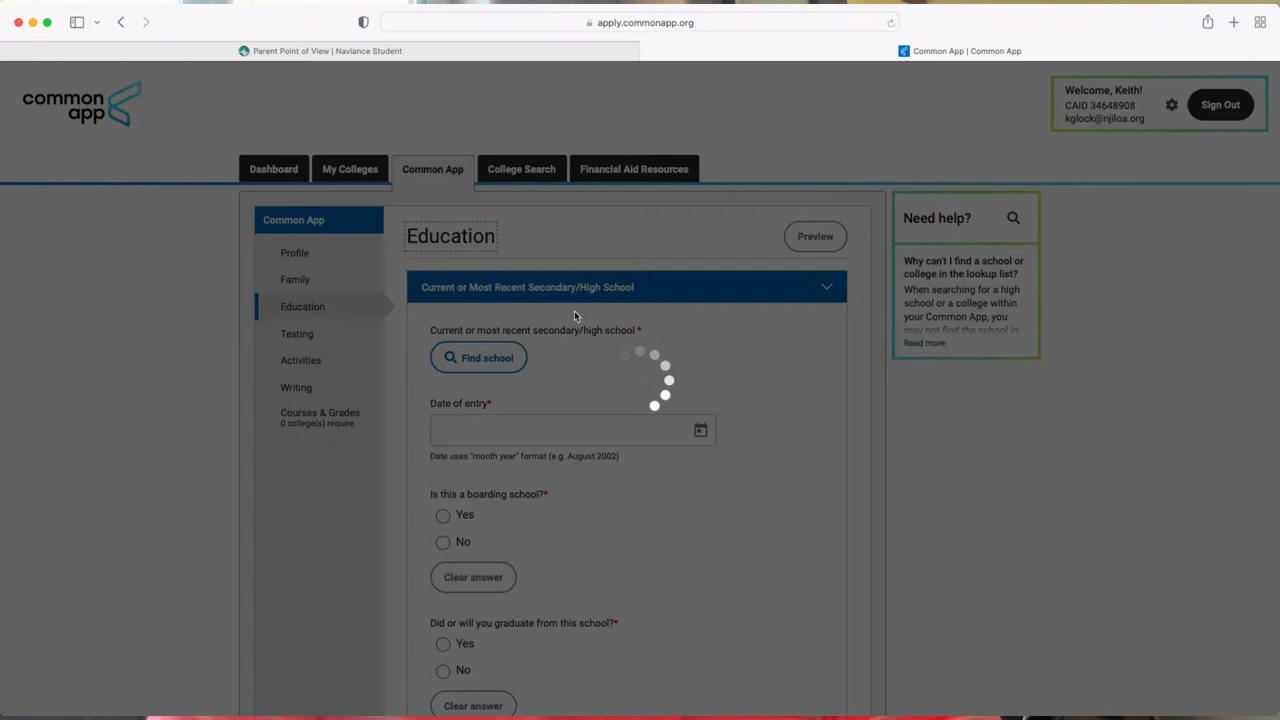 apply.commonapp.org
Parent Point of View | Naviance Student
Common App | Common App
common
app
Welcome, Keith!
CAID 34648908
kglock@njiloa.org
Sign Out
Dashboard
My Colleges
Common App
College Search
Financial Aid Resources
Common App
Profile
Family
Education
Testing
Activities
Writing
Courses & Grades
0 college(s) require
Education
Preview
Current or Most Recent Secondary/High School
Current or most recent secondary/high school *
Find school
Date of entry*
Date uses "month year" format (e.g. August 2002)
Is this a boarding school?*
Yes
No
Clear answer
Did or will you graduate from this school?*
Yes
No
Clear answer
Need help?
Why can't I find a school or
college in the lookup list?
When searching for a high
school or a college within
your Common App, you
may not find the school in
Read more